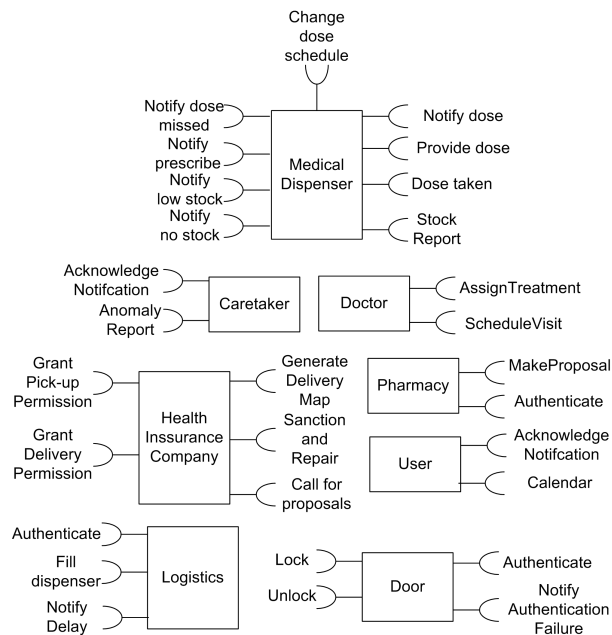 Change
dose
schedule
Notify dose
missed
Notify
prescribe
Notify
low stock
Notify
no stock
Medical
Dispenser
Notify dose
Provide dose
Dose taken
Stock
Report
Acknowledge
Notifcation
Anomaly
Report
Caretaker
Doctor
AssignTreatment
ScheduleVisit
Grant
Pick-up
Permission
Grant
Delivery
Permission
Health
Inssurance
Company
Generate
Delivery
Map
Sanction
and
Repair
Call for
proposals
Pharmacy
MakeProposal
Authenticate
User
Acknowledge
Notifcation
Calendar
Authenticate
Fill
dispenser
Notify
Delay
Logistics
Lock
Unlock
Door
Authenticate
Notify
Authentication
Failure